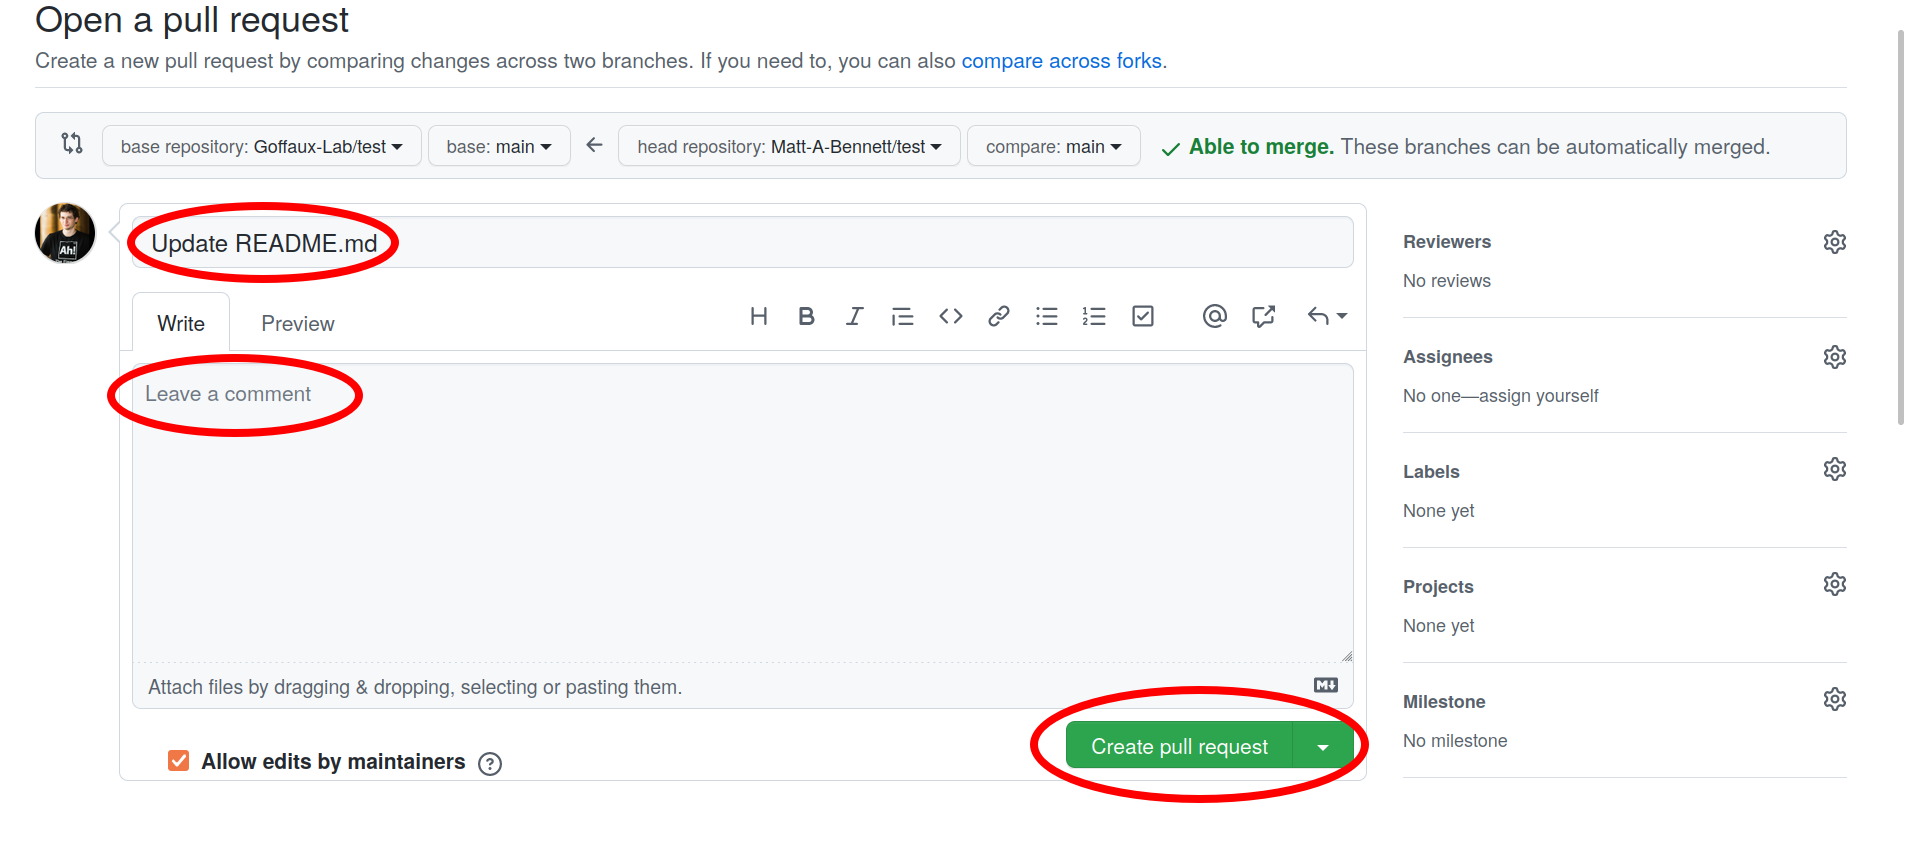 Open a pull request
Create a new pull request by comparing changes across two branches. If you need to, you can also compare across forks.
base repository: Goffaux-Lab/test base: main head repository: Matt-A-Bennett/test compare: main Able to merge. These branches can be automatically merged.
Ah!
Update README.md
Write Preview
Leave a comment
Attach files by dragging & dropping, selecting or pasting them.
Allow edits by maintainers
Create pull request
Reviewers
No reviews
Assignees
No one—assign yourself
Labels
None yet
Projects
None yet
Milestone
No milestone